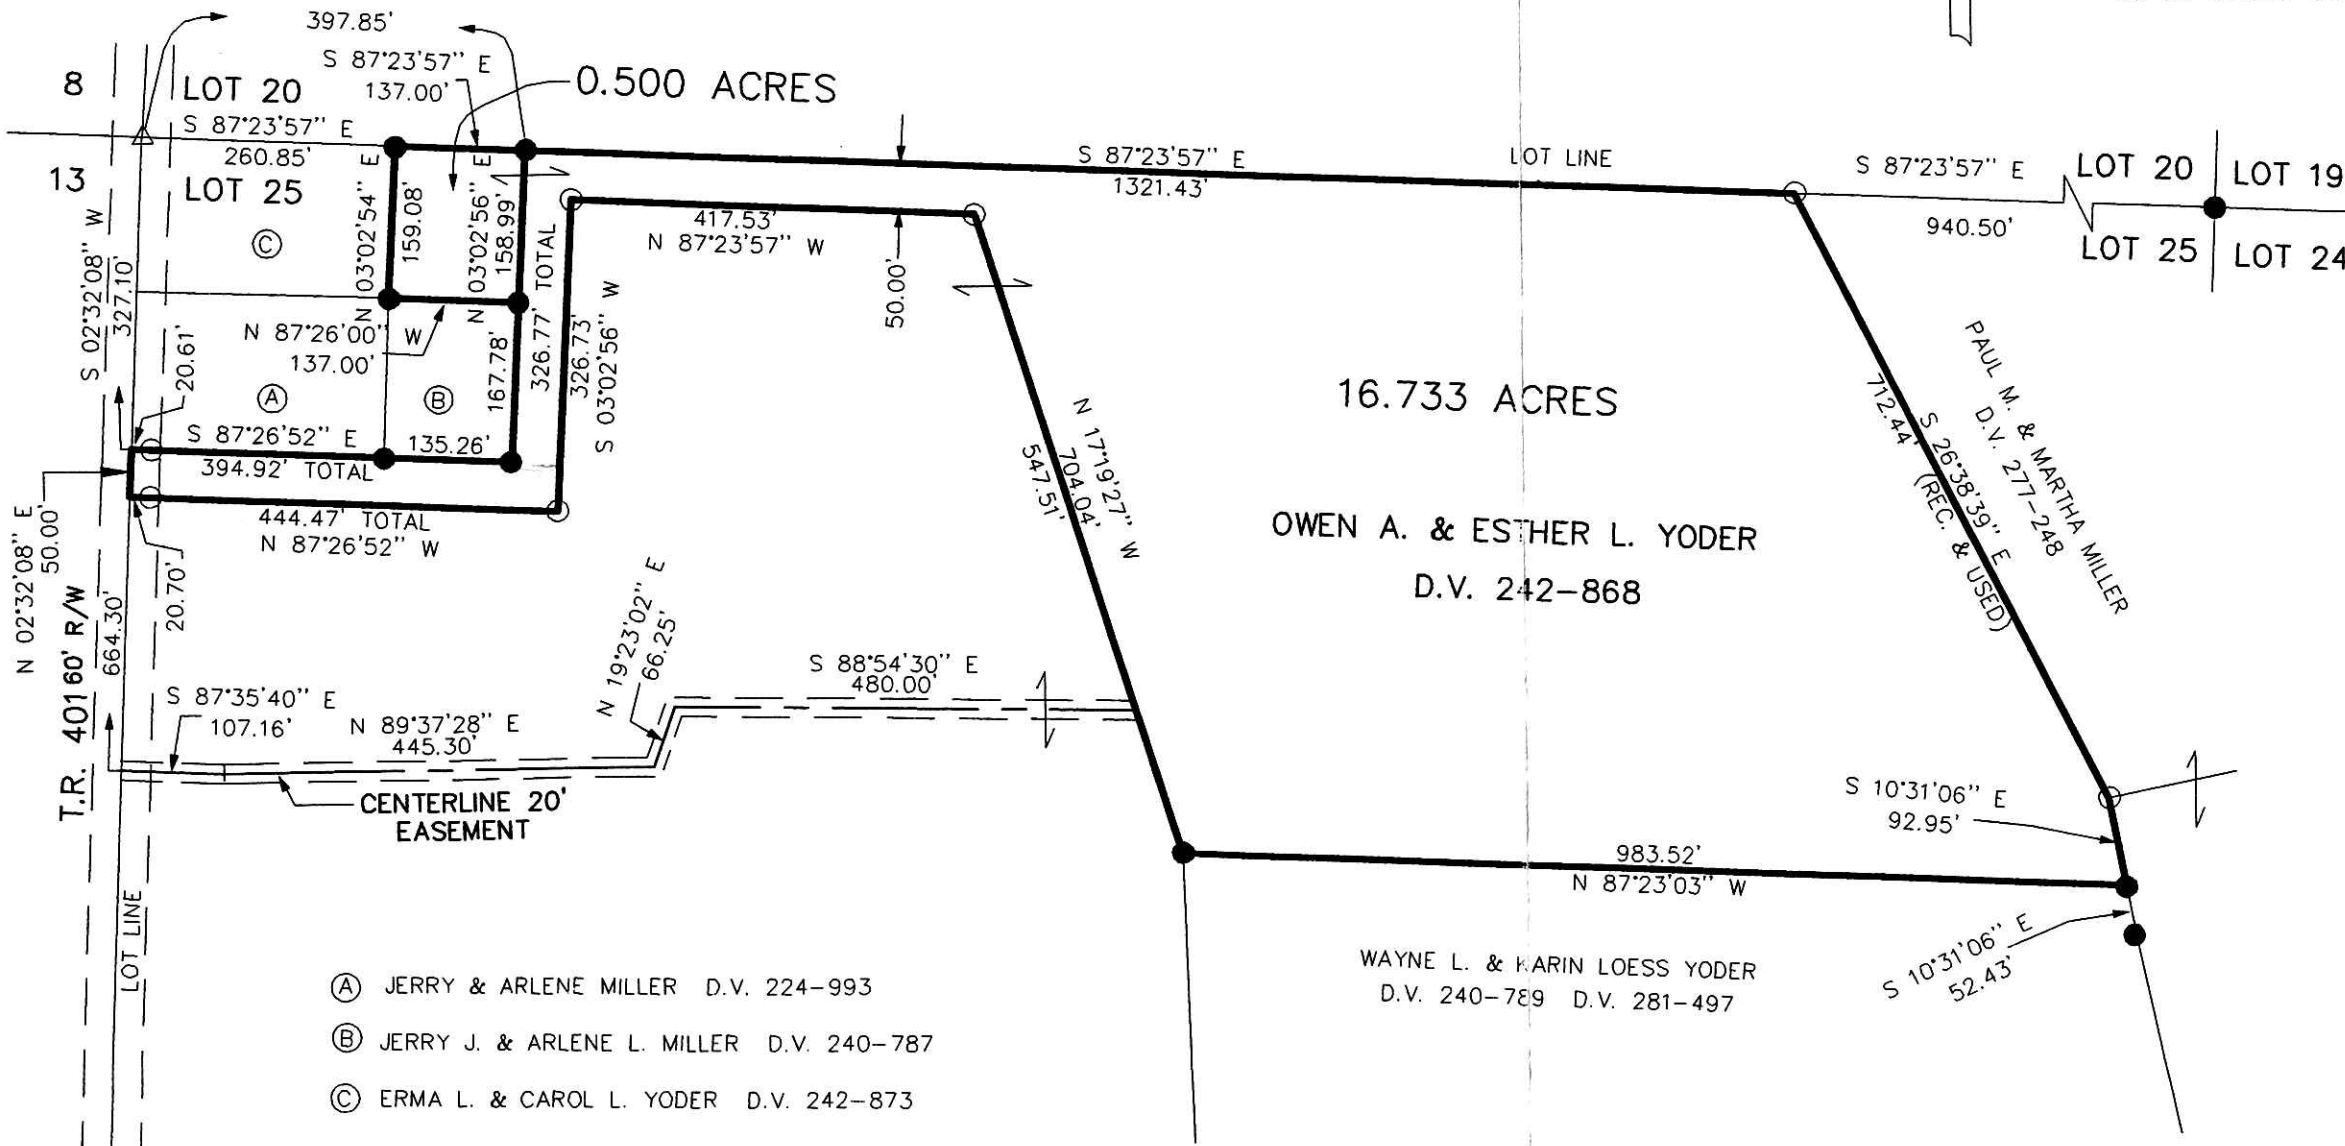 397.85'
S 87°23'57" E
137.00'
0.500 ACRES
8
LOT 20
S 87°23'57" E
260.85'
13
LOT 25
Ⓒ
N 03°02'54" E
159.08'
N 03°02'56" E
158.99'
S 87°23'57" E
1321.43'
LOT LINE
S 87°23'57" E
940.50'
LOT 20
LOT 19
LOT 25
LOT 24
417.53'
N 87°23'57" W
50.00'
S 02°32'08" W
327.10'
N 87°26'00" W
137.00'
20.61'
Ⓐ
Ⓑ
167.78'
326.77' TOTAL
326.73'
S 03°02'56" W
S 87°26'52" E
394.92' TOTAL
135.26'
444.47' TOTAL
N 87°26'52" W
N 02°32'08" E
50.00'
20.70'
N 17°19'27" W
704.04'
547.51'
16.733 ACRES
OWEN A. & ESTHER L. YODER
D.V. 242-868
712.44'
S 26°38'39" E
(REC. & USED)
PAUL M. & MARTHA MILLER
D.V. 277-248
T.R. 401 60' R/W
664.30'
S 87°35'40" E
107.16'
N 89°37'28" E
445.30'
N 19°23'02" E
66.25'
S 88°54'30" E
480.00'
CENTERLINE 20'
EASEMENT
S 10°31'06" E
92.95'
983.52'
N 87°23'03" W
S 10°31'06" E
52.43'
LOT LINE
WAYNE L. & KARIN LOESS YODER
D.V. 240-789 D.V. 281-497
Ⓐ JERRY & ARLENE MILLER D.V. 224-993
Ⓑ JERRY J. & ARLENE L. MILLER D.V. 240-787
Ⓒ ERMA L. & CAROL L. YODER D.V. 242-873